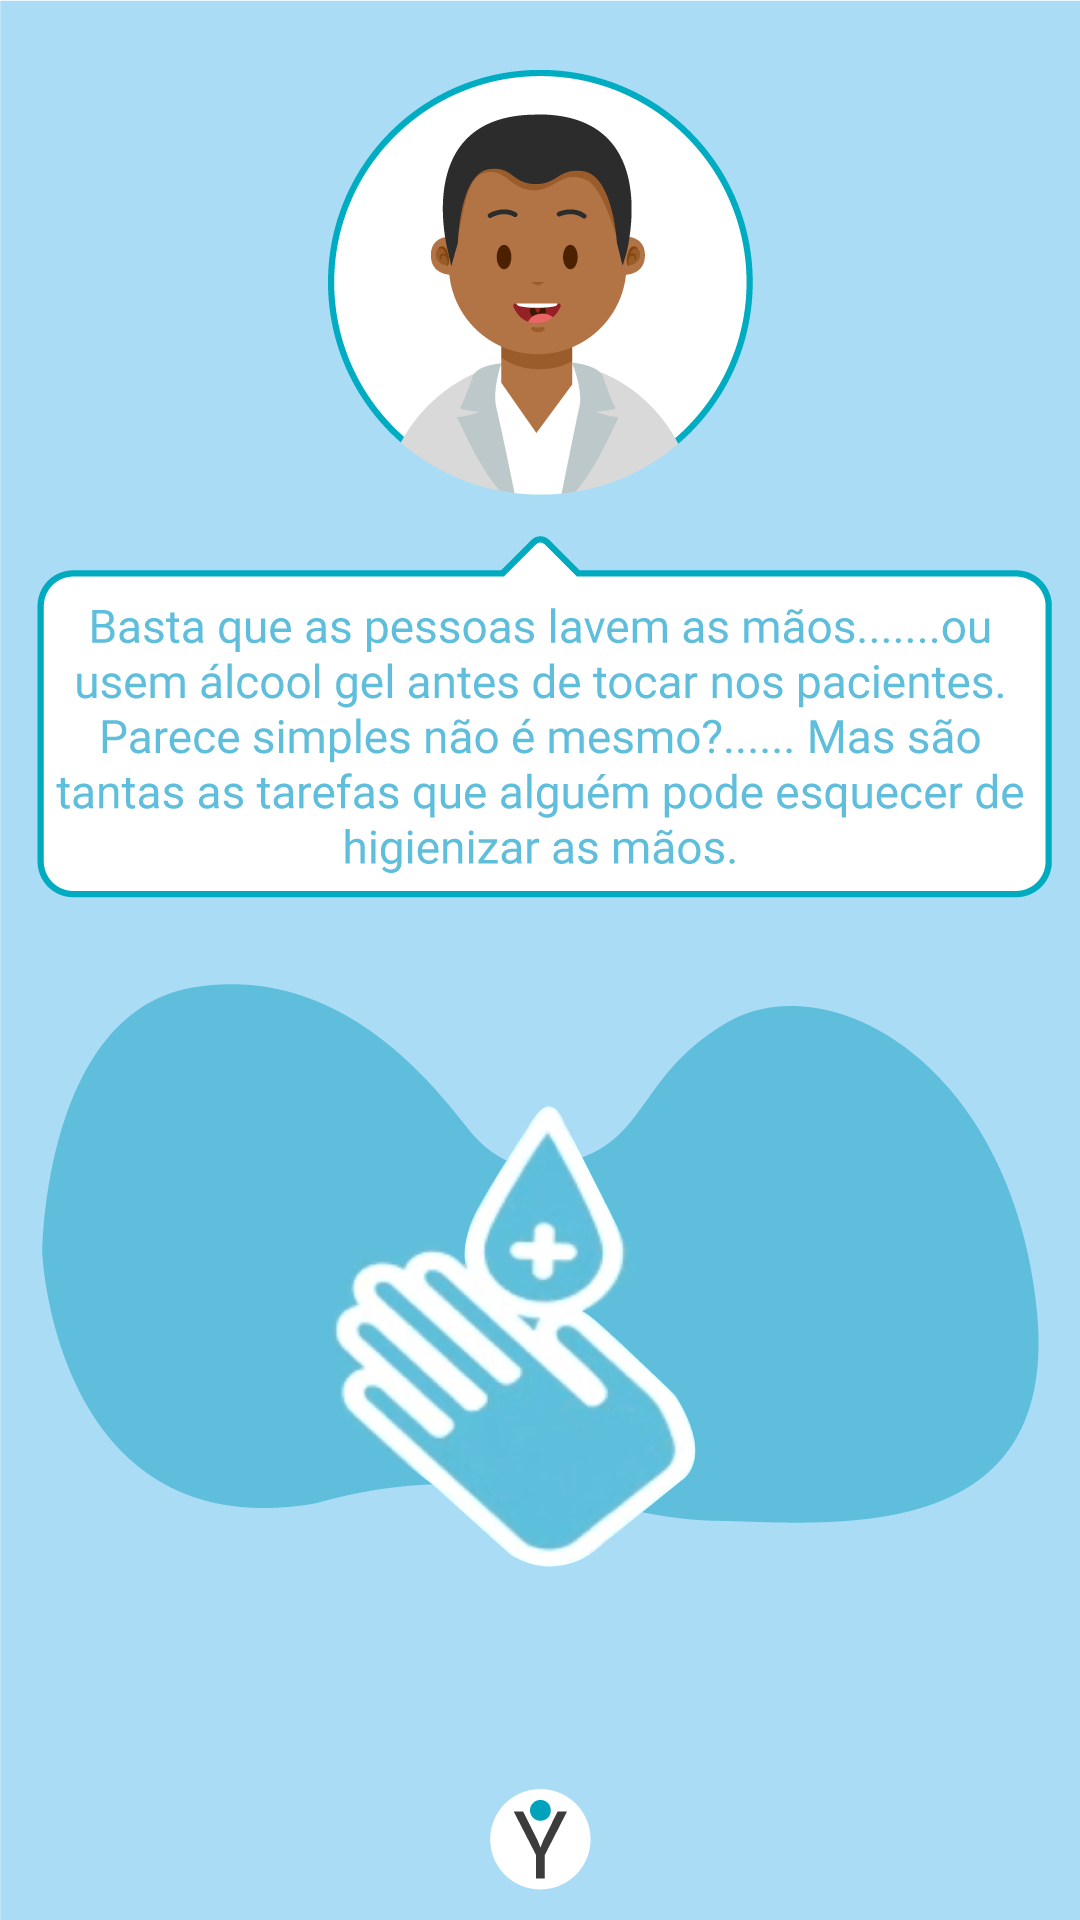 Basta que as pessoas lavem as mãos.......ou
usem álcool gel antes de tocar nos pacientes.
Parece simples não é mesmo?...... Mas são
tantas as tarefas que alguém pode esquecer de
higienizar as mãos.
Y